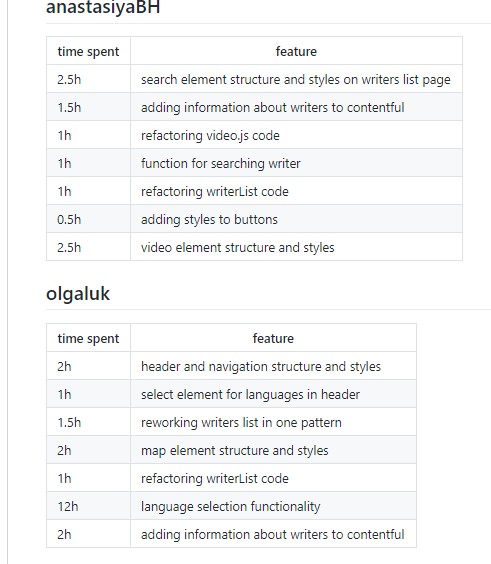 anastasiyaBH
time spent feature
2.5h search element structure and styles on writers list page
1.5h adding information about writers to contentful
1h refactoring video.js code
1h function for searching writer
1h refactoring writerList code
0.5h adding styles to buttons
2.5h video element structure and styles
olgaluk
time spent feature
2h header and navigation structure and styles
1h select element for languages in header
1.5h reworking writers list in one pattern
2h map element structure and styles
1h refactoring writerList code
12h language selection functionality
2h adding information about writers to contentful